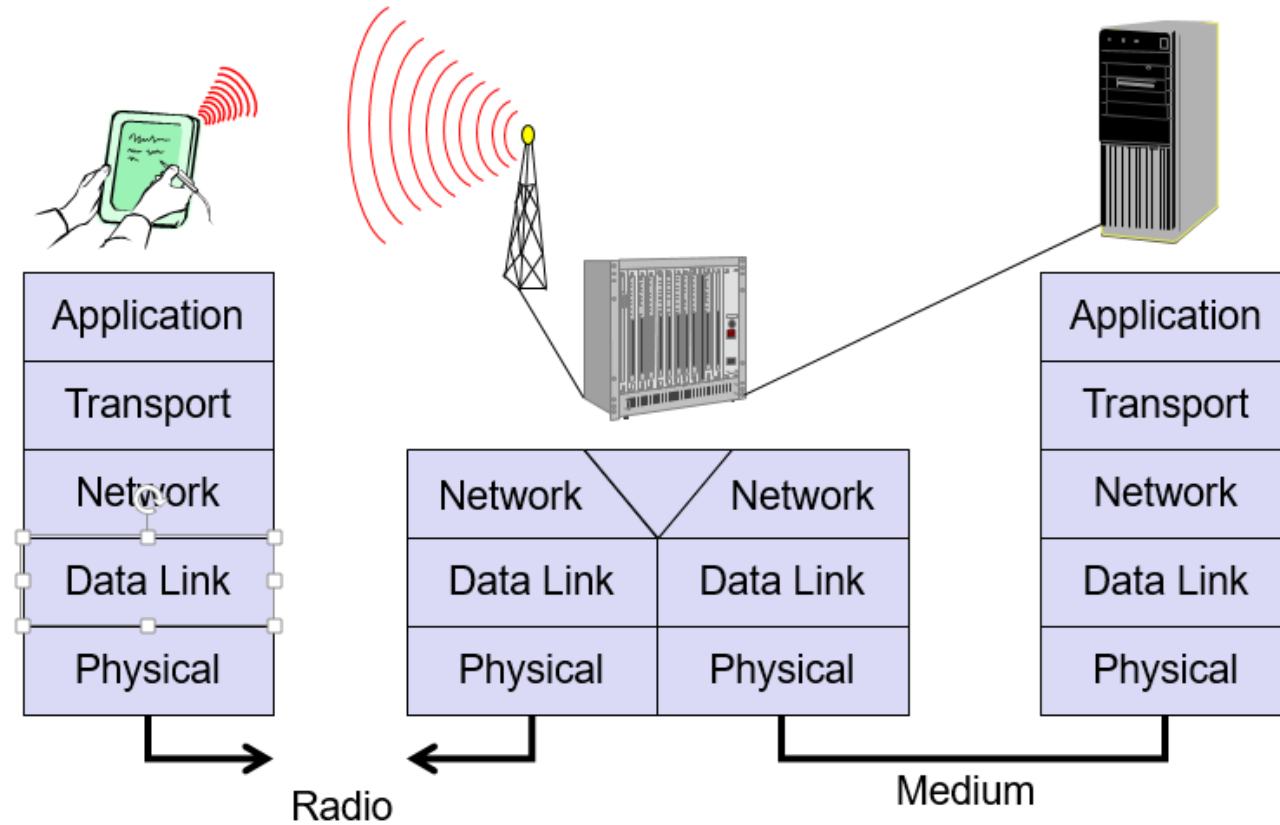 Application
Transport
Network
Data Link
Physical
Network
Network
Data Link
Data Link
Physical
Physical
Application
Transport
Network
Data Link
Physical
Radio
Medium